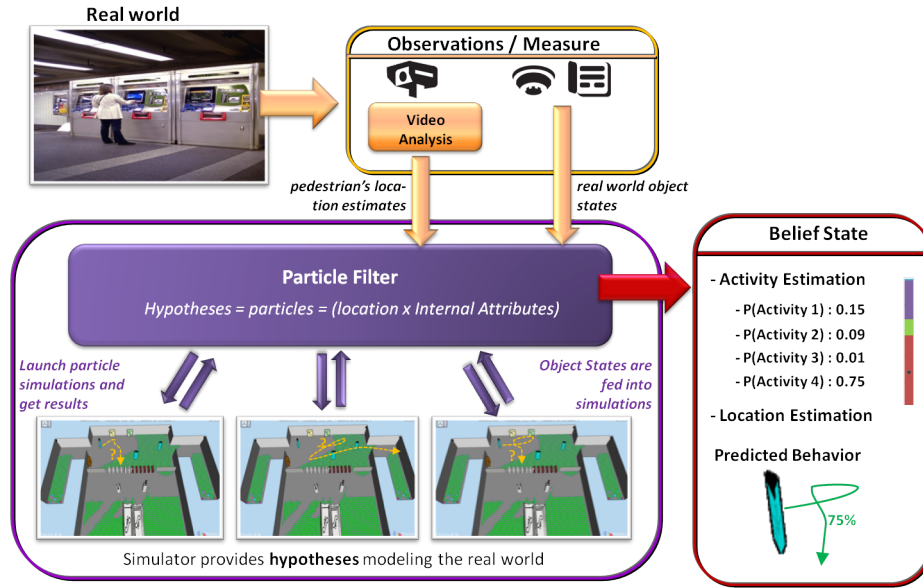 Real world
Observations / Measure
Video
Analysis
pedestrian's loca-
tion estimates
real world object
states
Particle Filter
Hypotheses = particles = (location x Internal Attributes)
Launch particle
simulations and
get results
Object States are
fed into
simulations
?
?
?
Simulator provides hypotheses modeling the real world
Belief State
- Activity Estimation
- P(Activity 1) : 0.15
- P(Activity 2) : 0.09
- P(Activity 3) : 0.01
- P(Activity 4) : 0.75
- Location Estimation
Predicted Behavior
75%